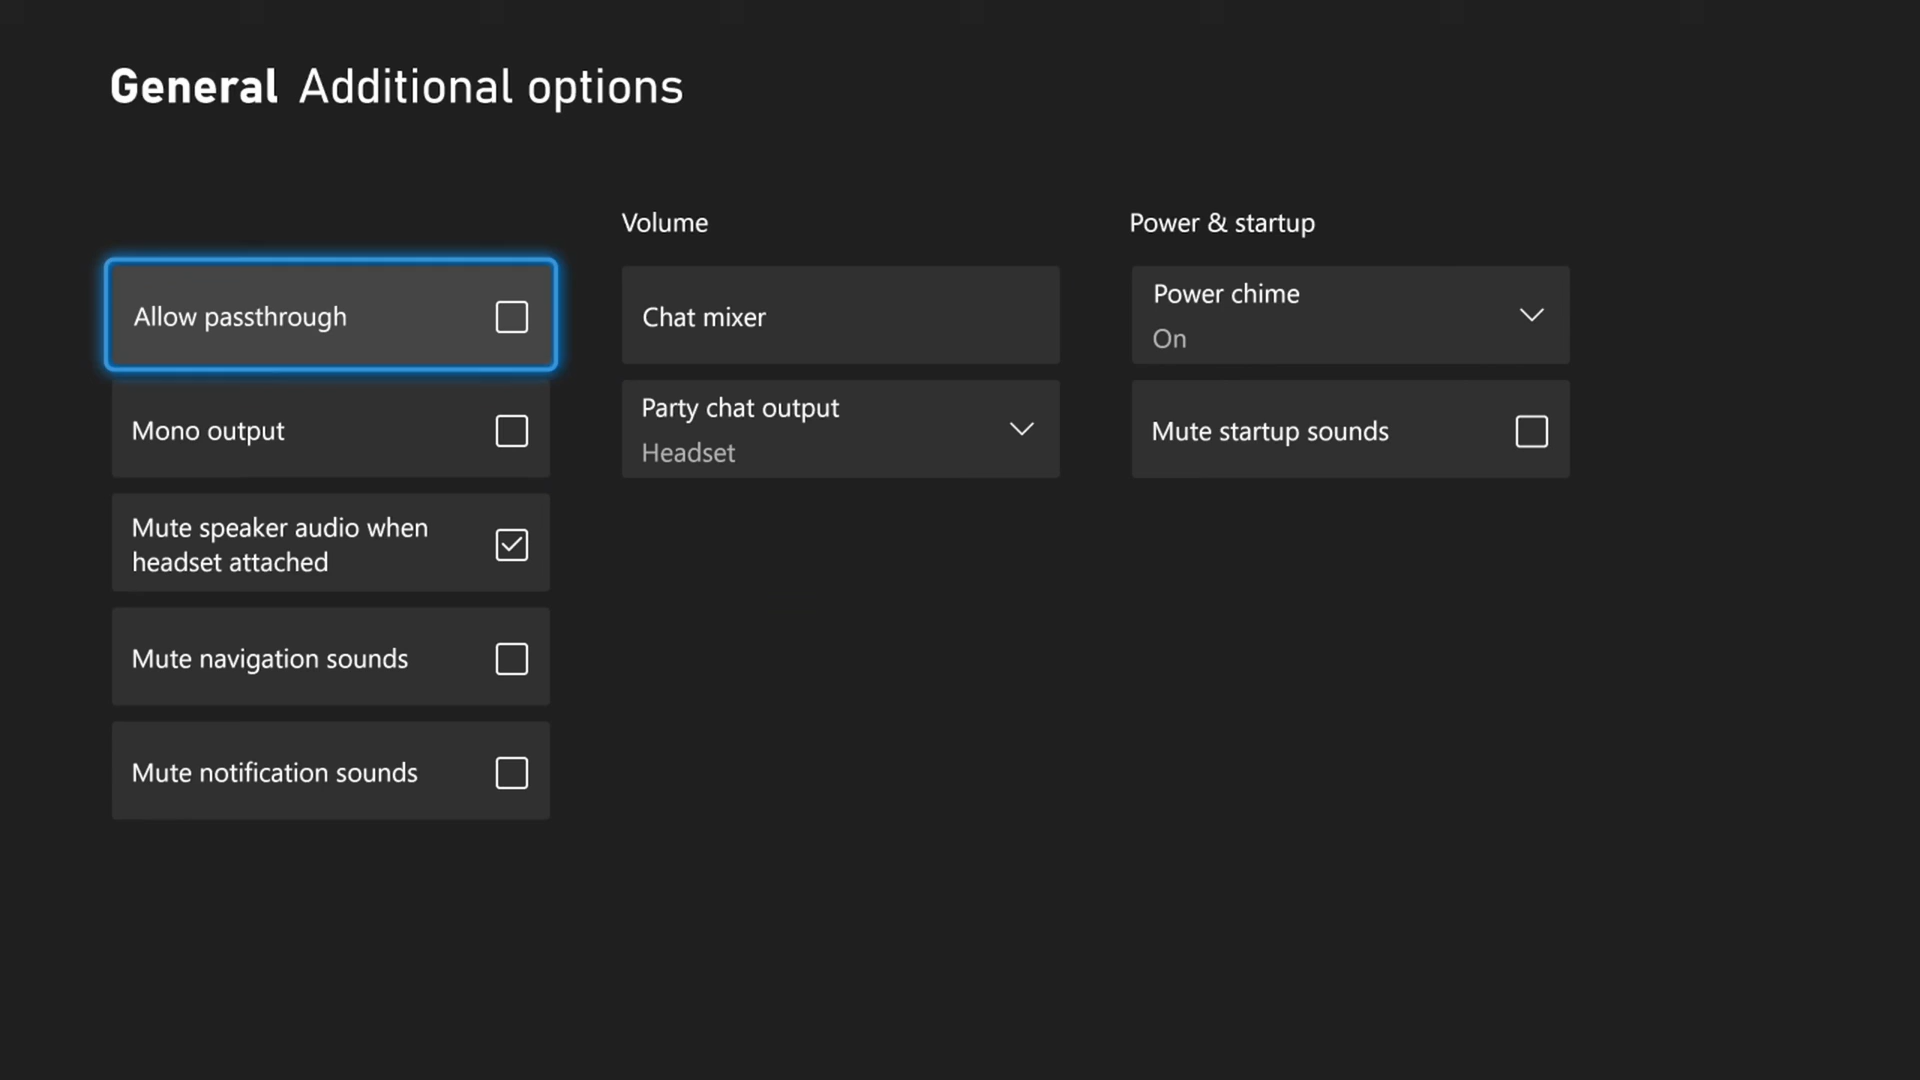 General Additional options
Allow passthrough
Mono output
Mute speaker audio when
headset attached
Mute navigation sounds
Mute notification sounds
Volume
Chat mixer
Party chat output
Headset
Power & startup
Power chime
On
Mute startup sounds